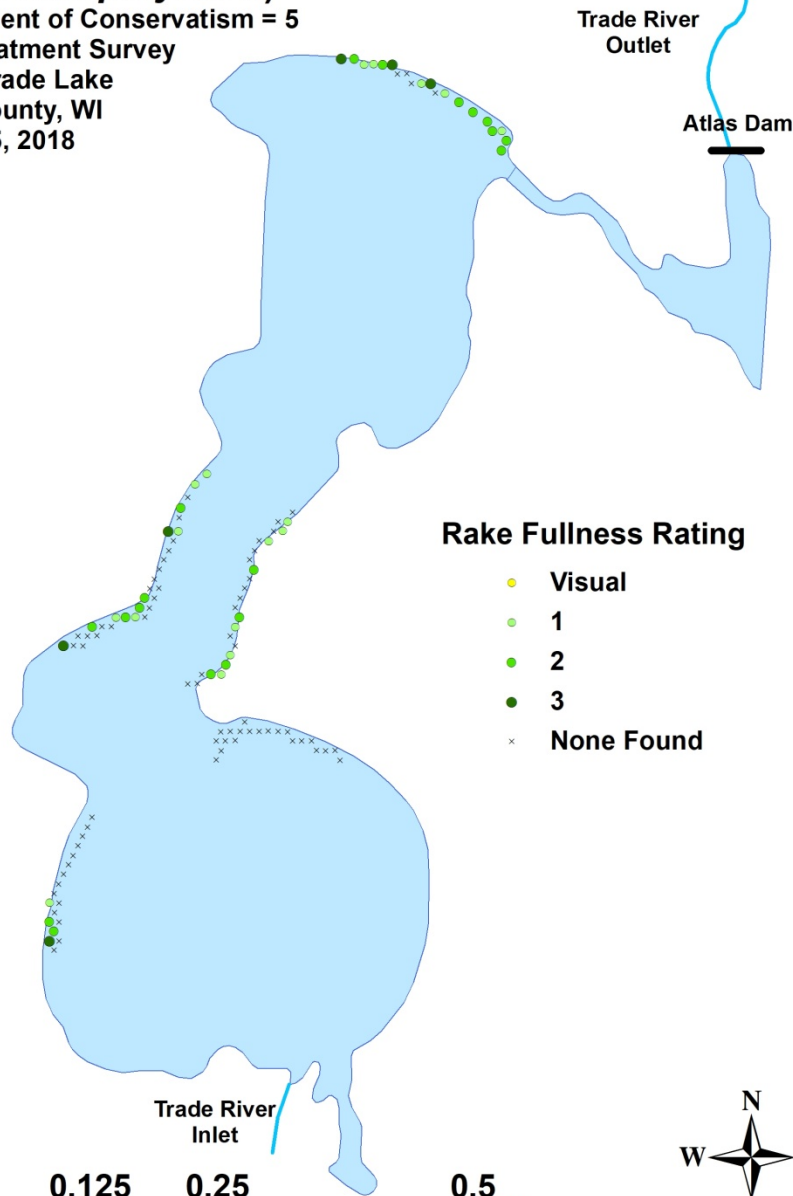 ent of Conservatism = 5
atment Survey
ade Lake
ounty, WI
, 2018
Trade River
Outlet
Atlas Dam
Rake Fullness Rating
Visual
1
2
3
None Found
Trade River
Inlet
N
W
0.125 0.25 0.5